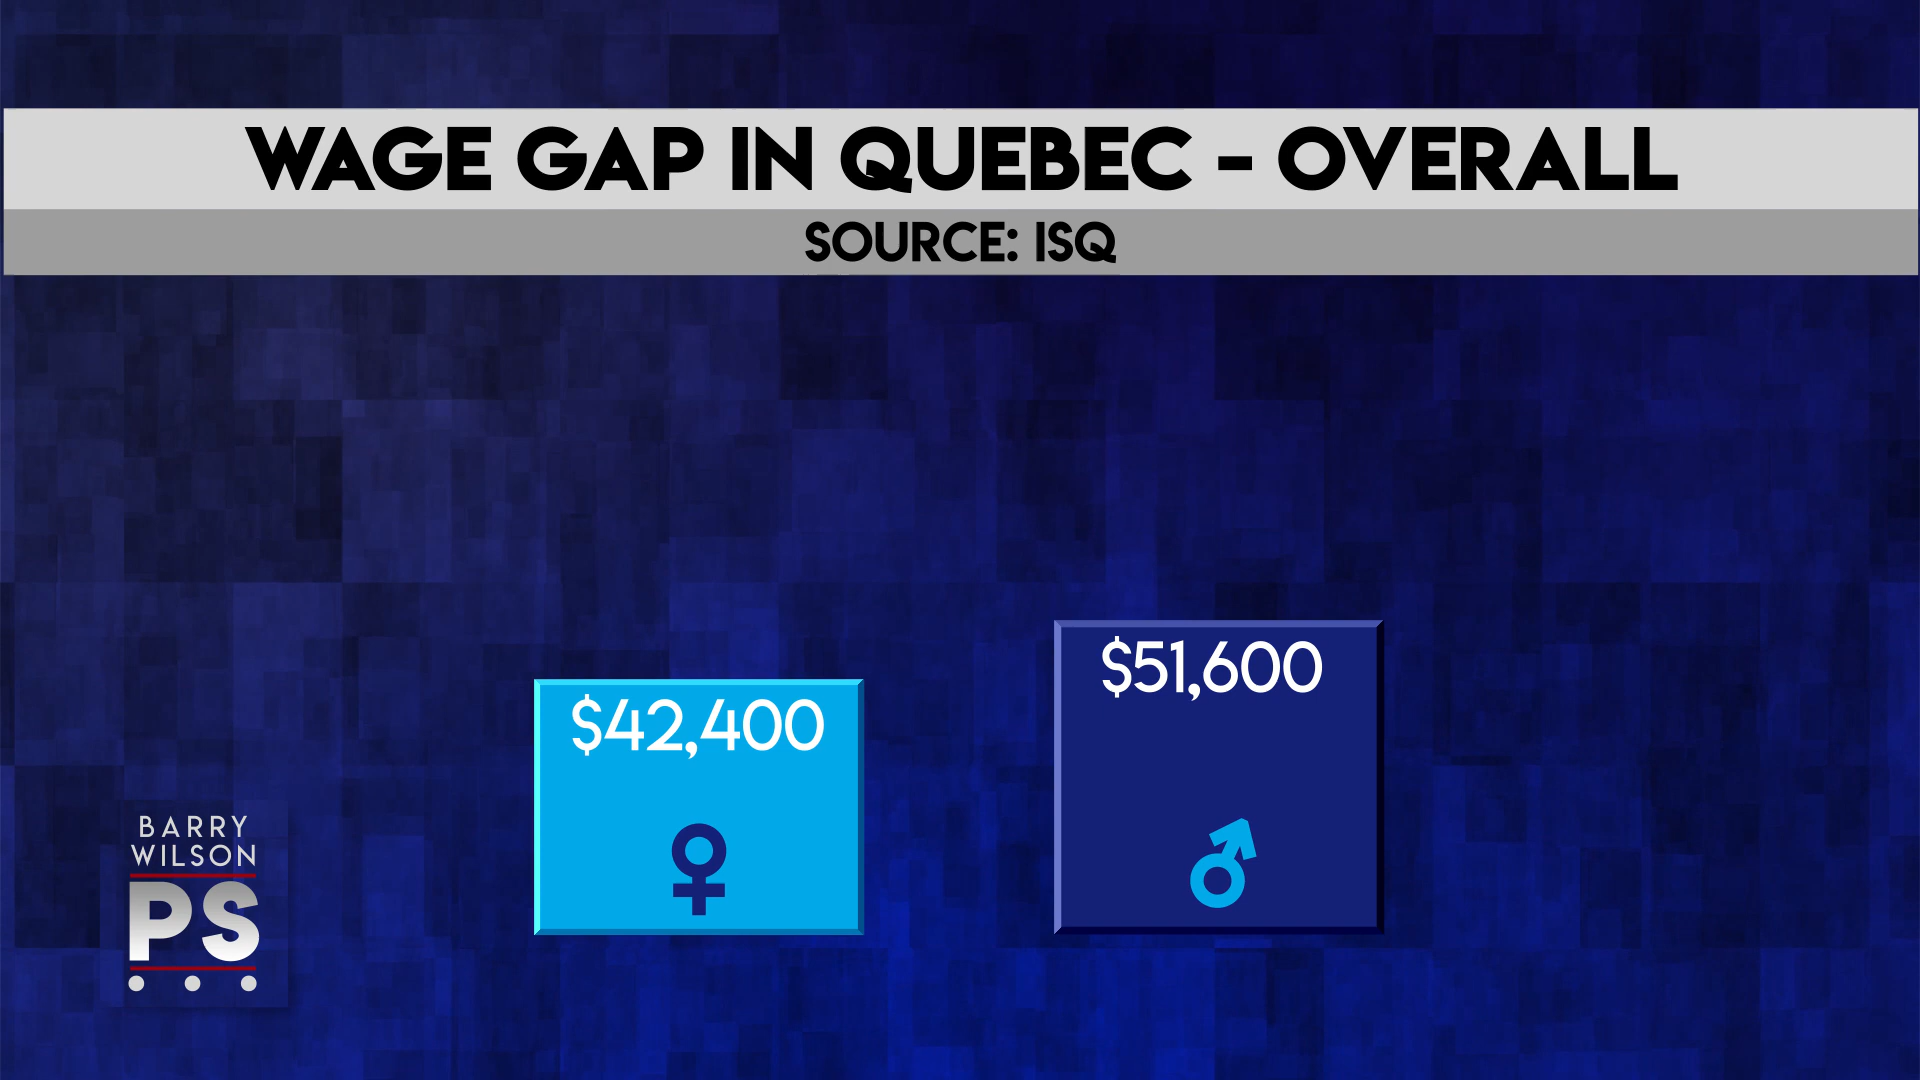 WAGE GAP IN QUEBEC - OVERALL
SOURCE: ISQ
$51,600
$42,400
BARRY
WILSON
PS